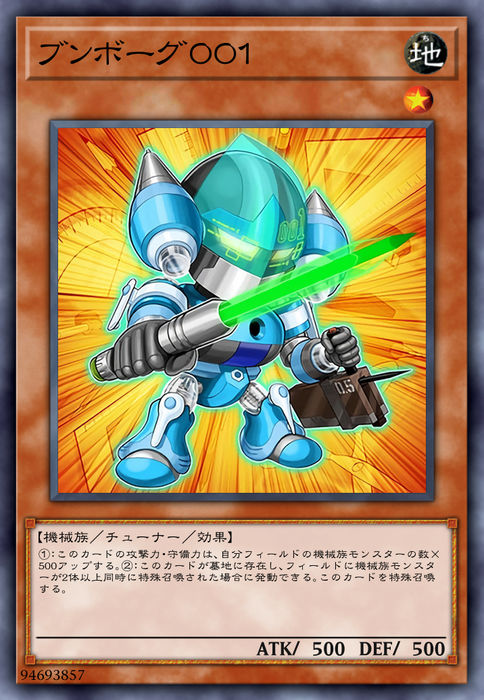 ブンボーグ001
ち
地
001
0.5
【機械族／チューナー／効果】
①:このカードの攻撃力・守備力は、自分フィールドの機械族モンスターの数×
500アップする。②:このカードが墓地に存在し、フィールドに機械族モンスタ
ーが2体以上同時に特殊召喚された場合に発動できる。このカードを特殊召喚
する。
ATK/ 500 DEF/ 500
94693857